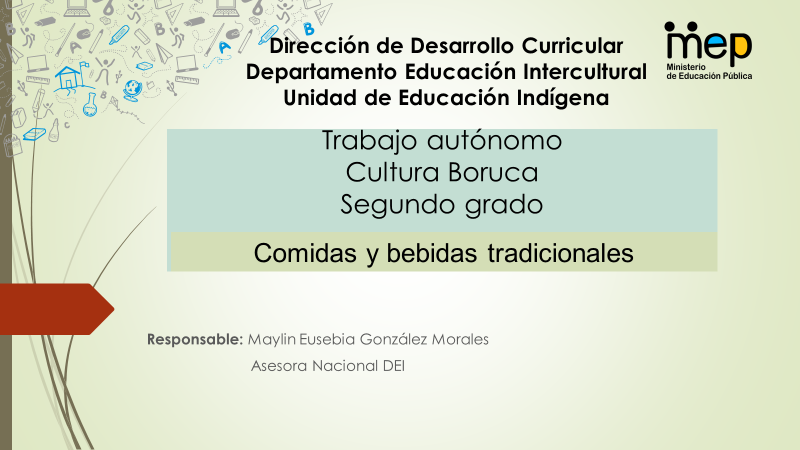 Dirección de Desarrollo Curricular
Departamento Educación Intercultural
Unidad de Educación Indígena
mep
Ministerio
de Educación Pública
Trabajo autónomo
Cultura Boruca
Segundo grado
Comidas y bebidas tradicionales
Responsable: Maylin Eusebia González Morales
Asesora Nacional DEI